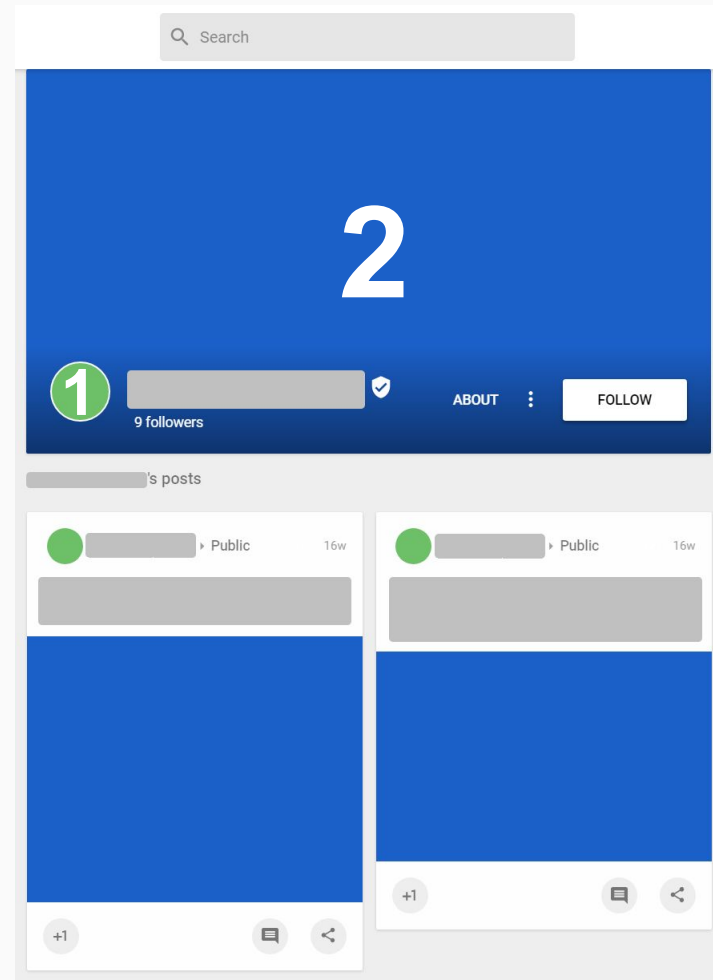 Search
2
1
9 followers
ABOUT
FOLLOW
's posts
Public
16w
Public
16w
+1
+1